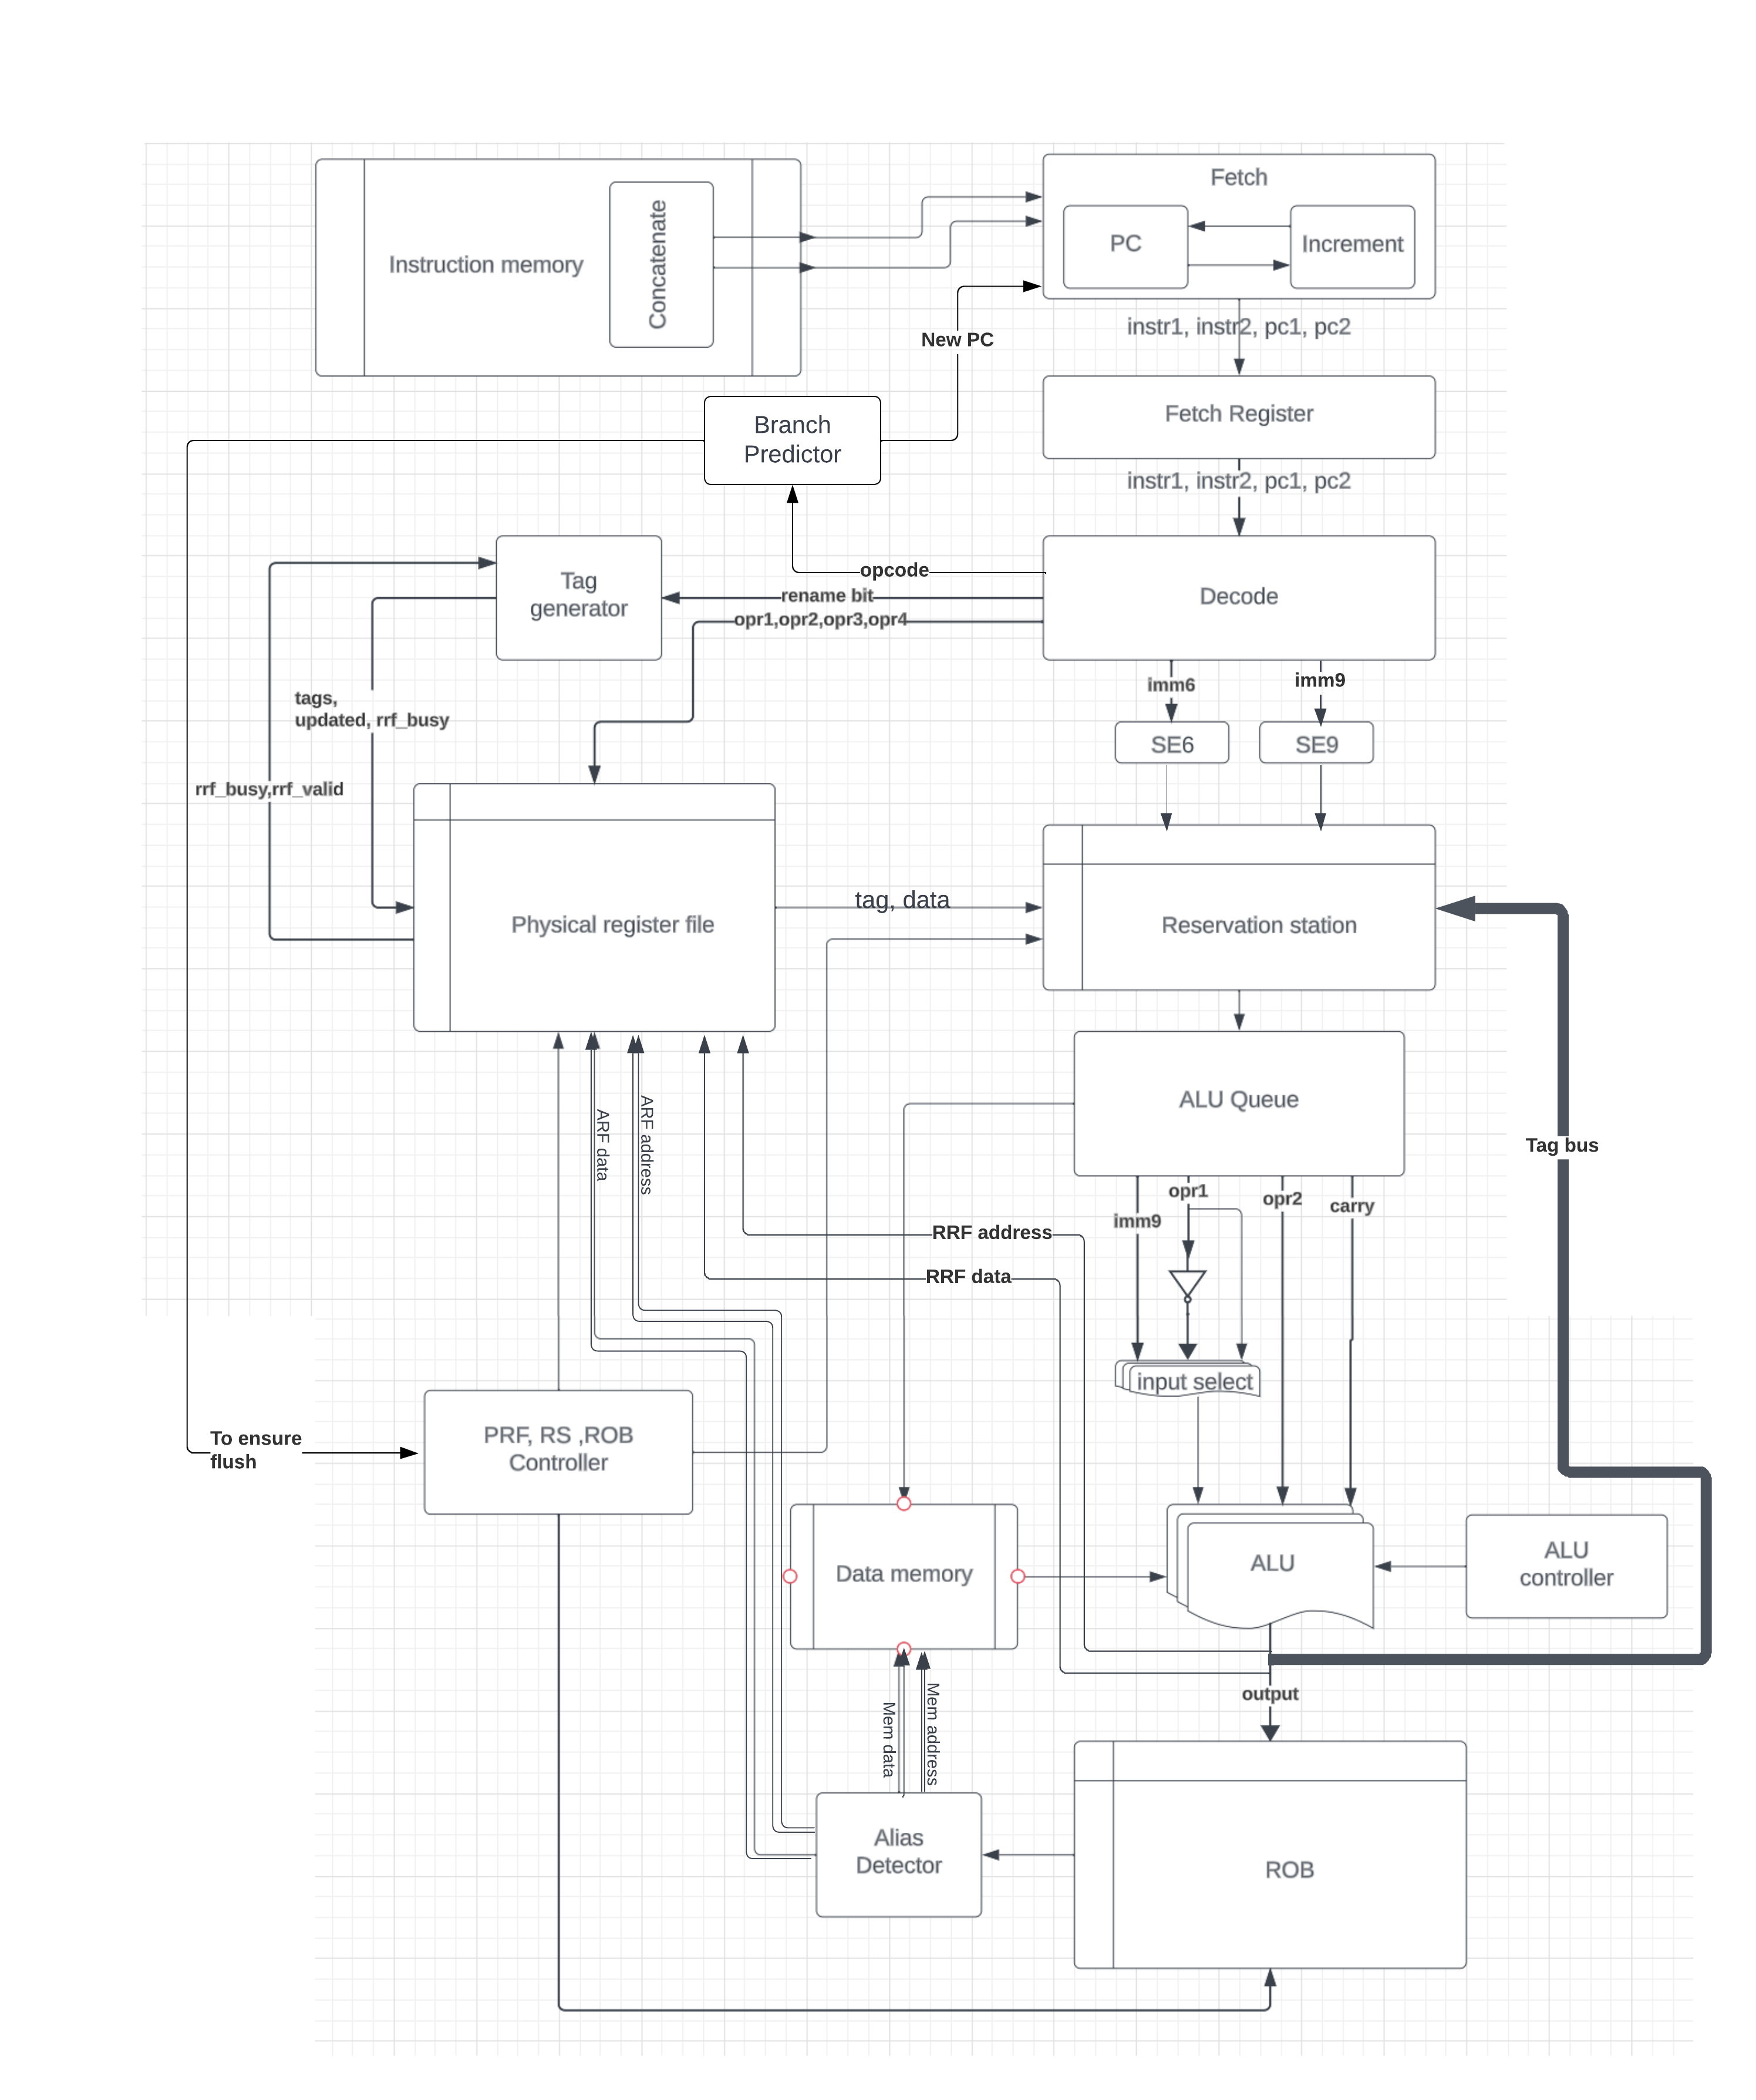 Fetch
Instruction memory
Concatenate
PC
Increment
instr1, instr2, pc1, pc2
New PC
Fetch Register
Branch
Predictor
instr1, instr2, pc1, pc2
Tag
generator
opcode
rename bit
opr1,opr2,opr3,opr4
Decode
imm6
imm9
tags,
updated, rrf_busy
SE6
SE9
rrf_busy,rrf_valid
Physical register file
tag, data
Reservation station
ALU Queue
ARF data
ARF address
Tag bus
imm9
opr1
opr2
carry
RRF address
RRF data
input select
To ensure
flush
PRF, RS ,ROB
Controller
Data memory
ALU
ALU
controller
output
Mem data
Mem address
Alias
Detector
ROB